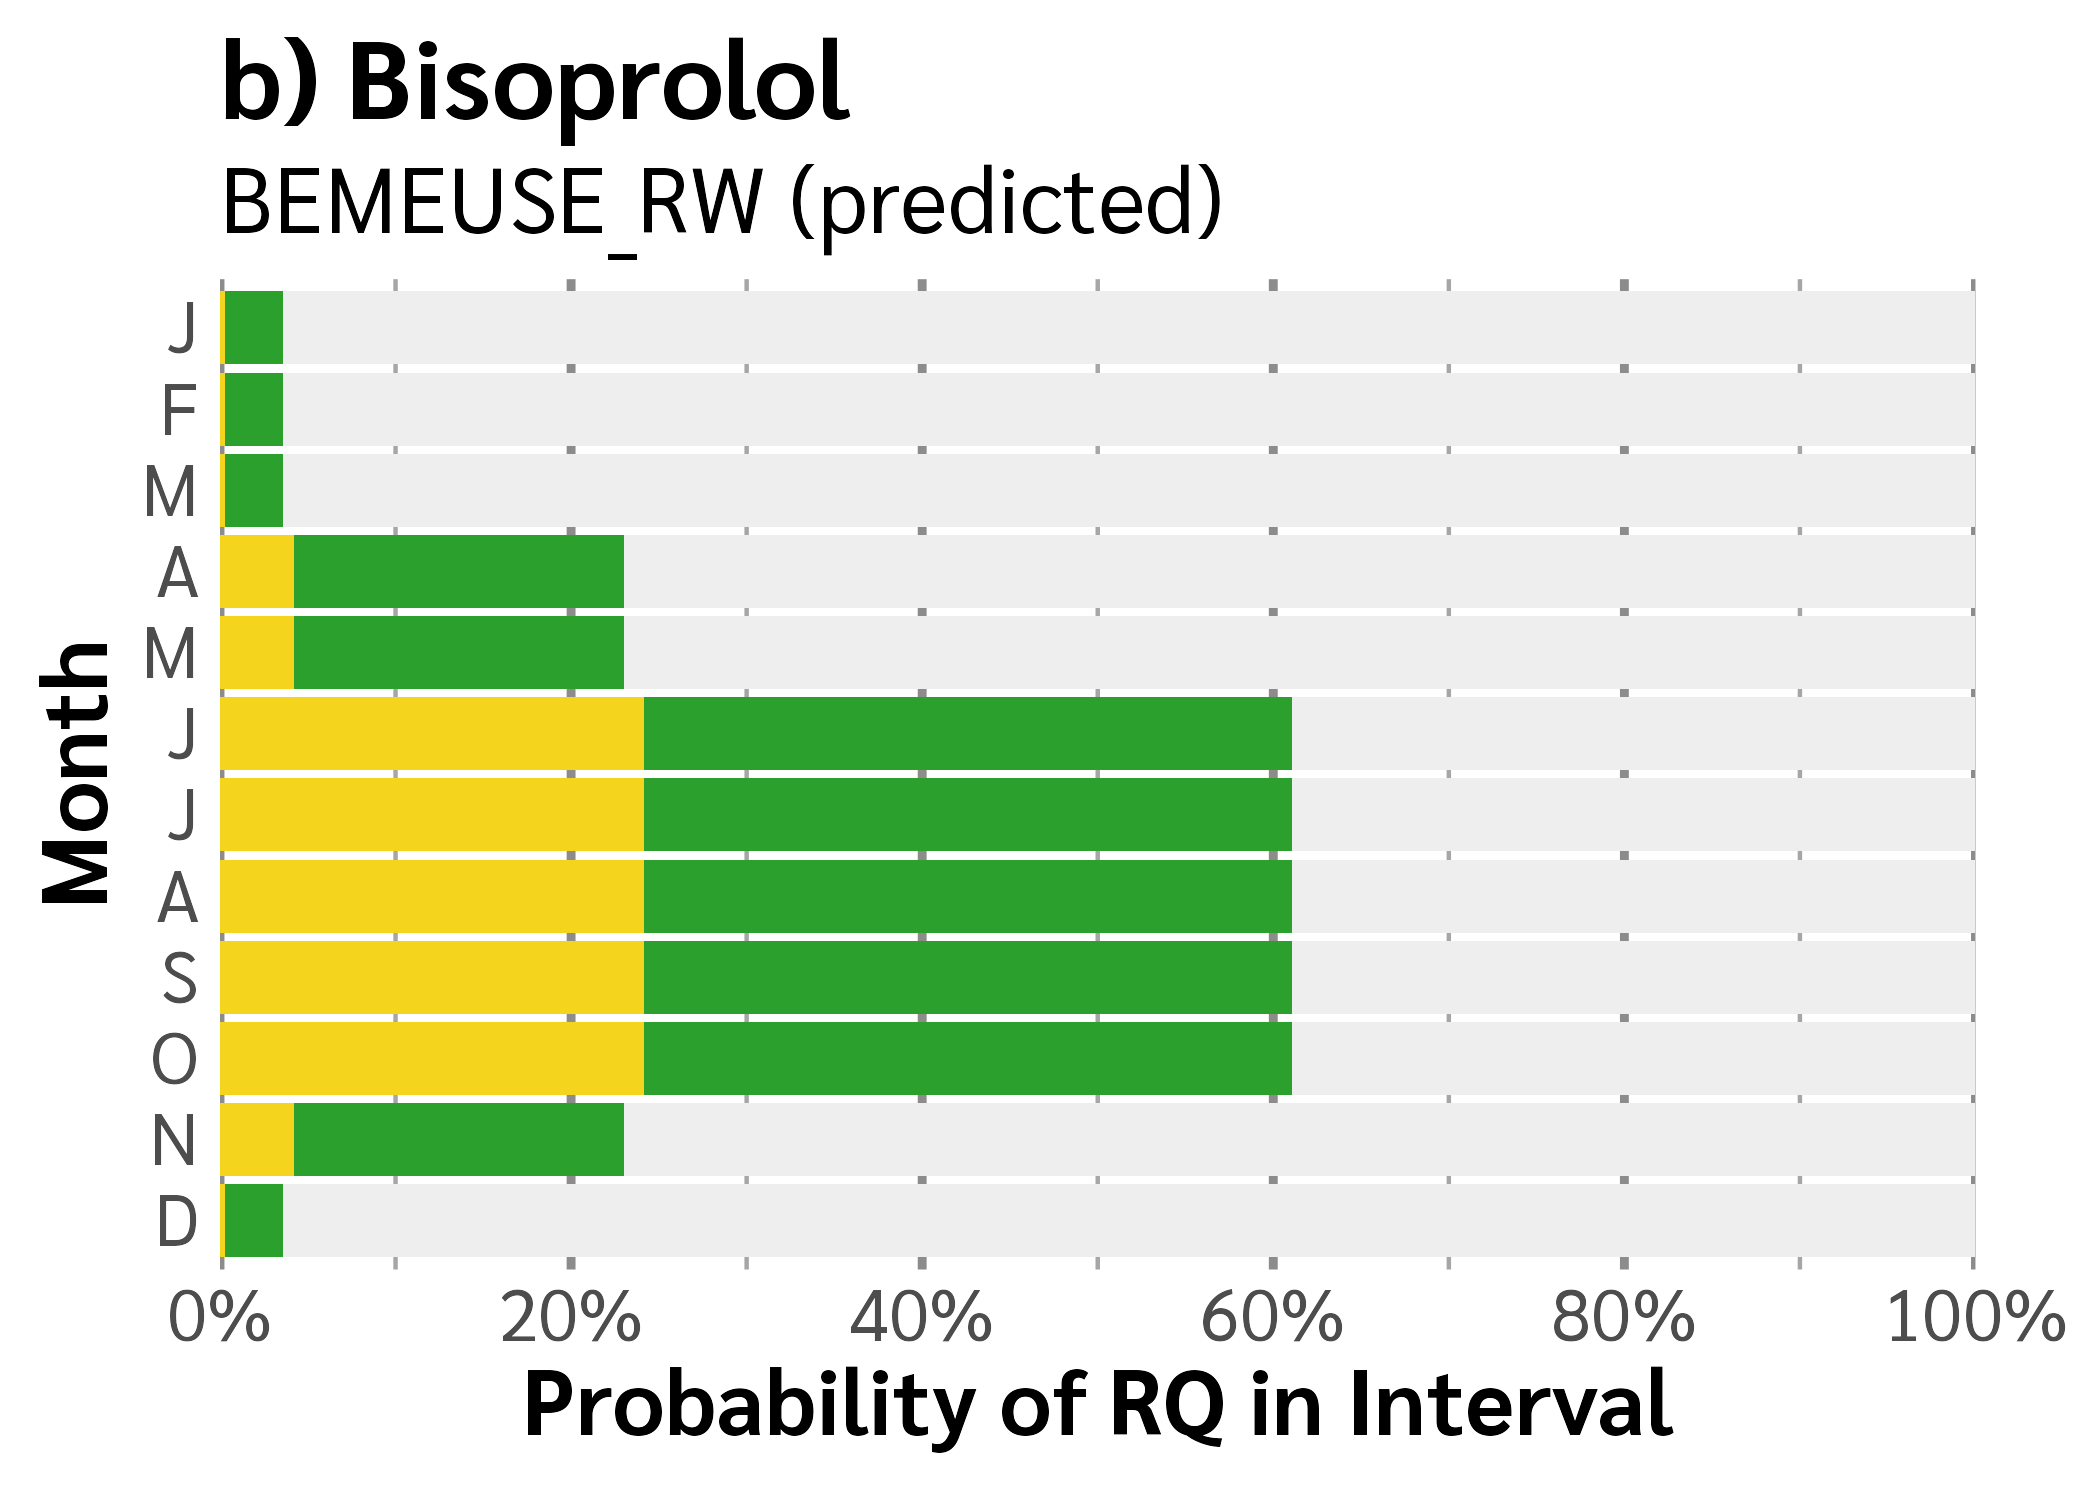 b) Bisoprolol
BEMEUSE_RW (predicted)
Month
J
F
M
A
M
J
J
A
S
O
N
D
0% 20% 40% 60% 80% 100%
Probability of RQ in Interval